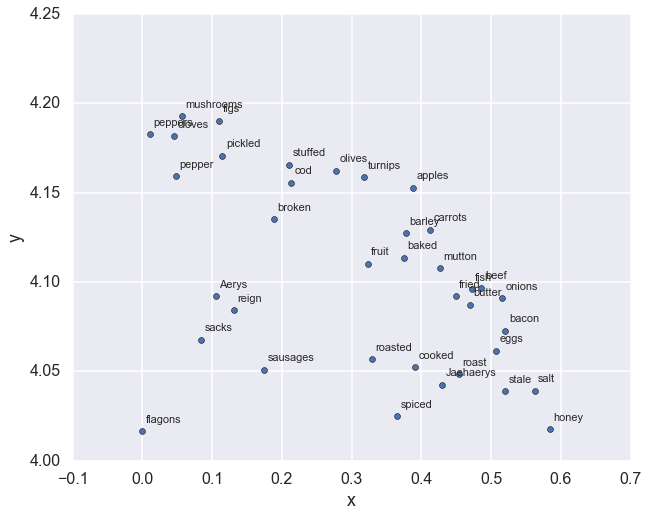 4.25
4.20
4.15
4.10
4.05
4.00
y
mushrooms
figs
peppers
cloves
pickled
pepper
stuffed
olives
cod
turnips
apples
broken
barley
carrots
fruit
baked
mutton
Aerys
reign
fish
beef
fried
butter
onions
sacks
bacon
eggs
sausages
roasted
cooked
roast
Jaehaerys
stale
salt
spiced
flagons
honey
−0.1 0.0 0.1 0.2 0.3 0.4 0.5 0.6 0.7
x